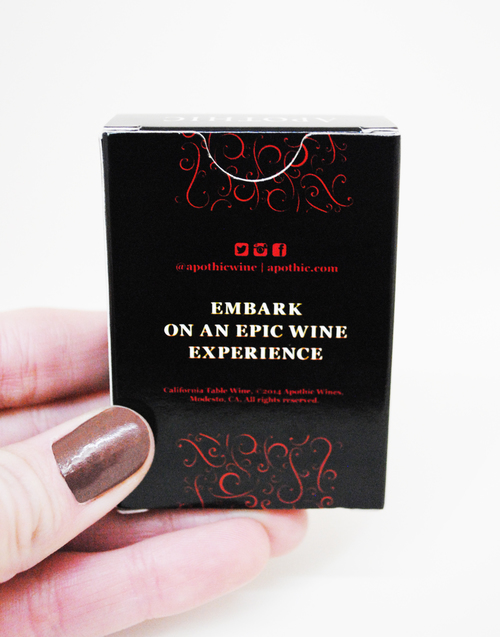 APOTHIC
@apothicwine | apothic.com
EMBARK
ON AN EPIC WINE
EXPERIENCE
California Table Wine, ©2014 Apothic Wines,
Modesto, CA. All rights reserved.